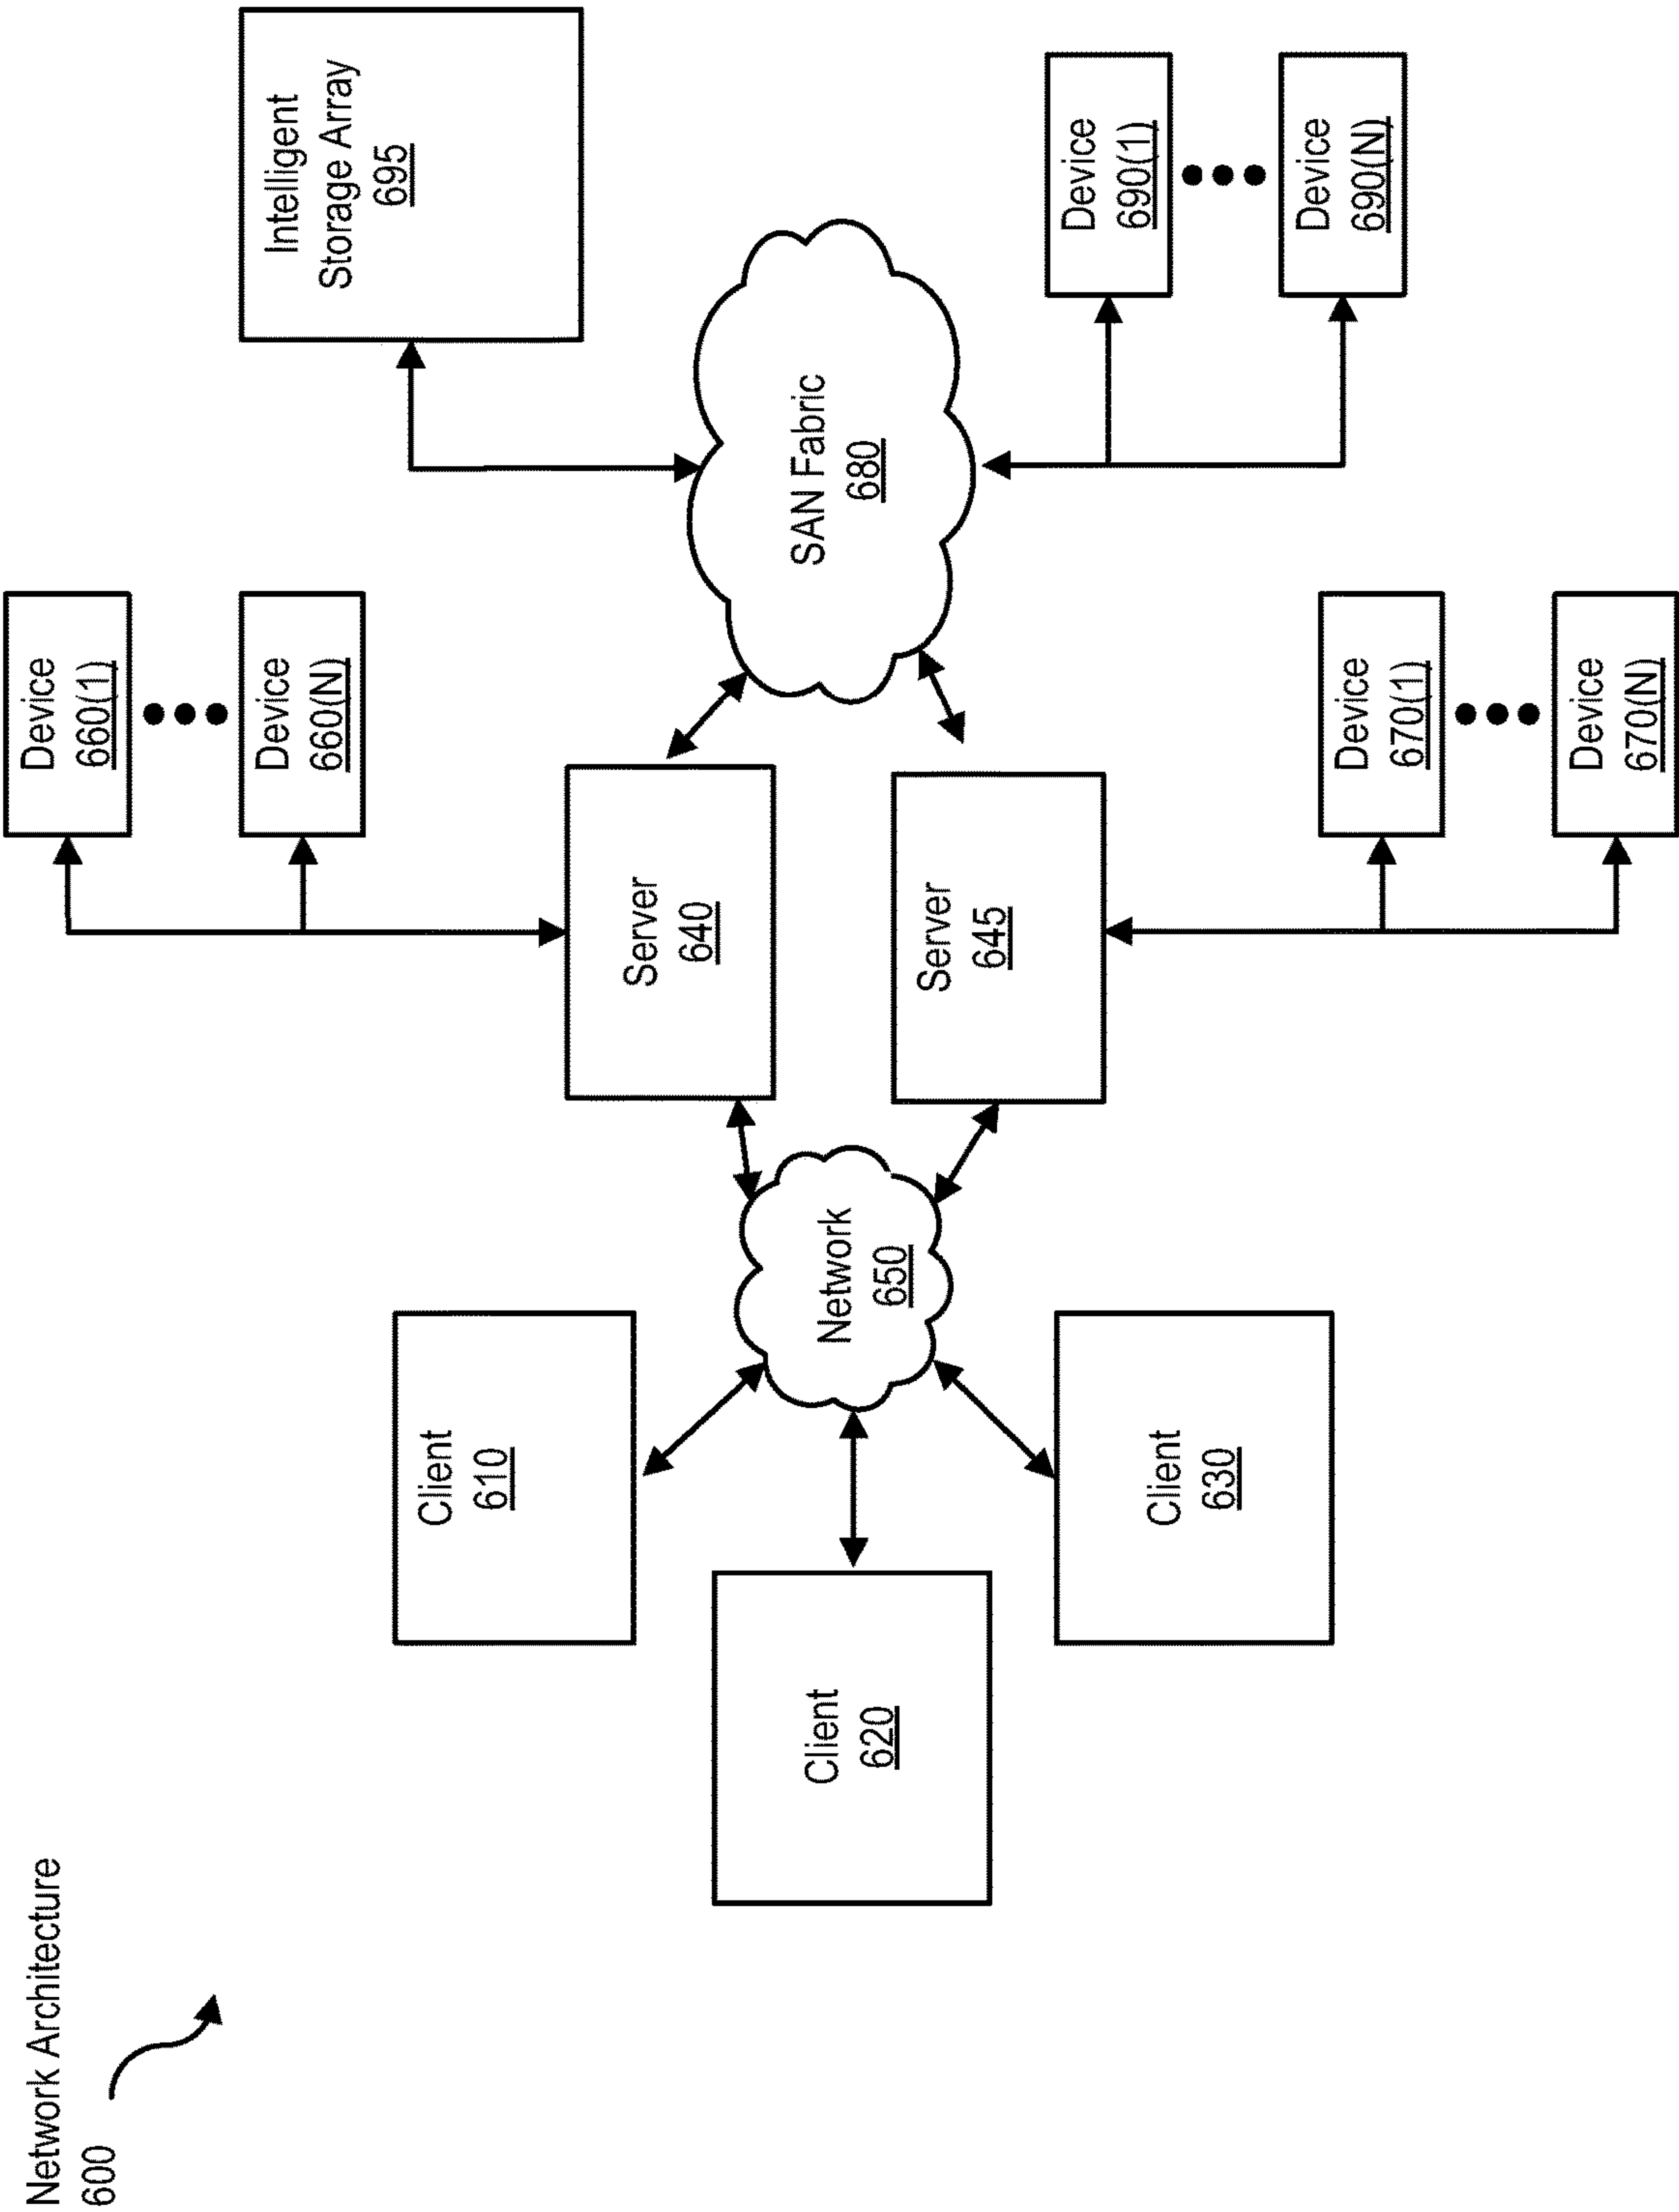 Network Architecture
600
Client
610
Client
620
Client
630
Network
650
Server
640
Server
645
Device
660(1)
Device
660(N)
Device
670(1)
Device
670(N)
SAN Fabric
680
Intelligent
Storage Array
695
Device
690(1)
Device
690(N)